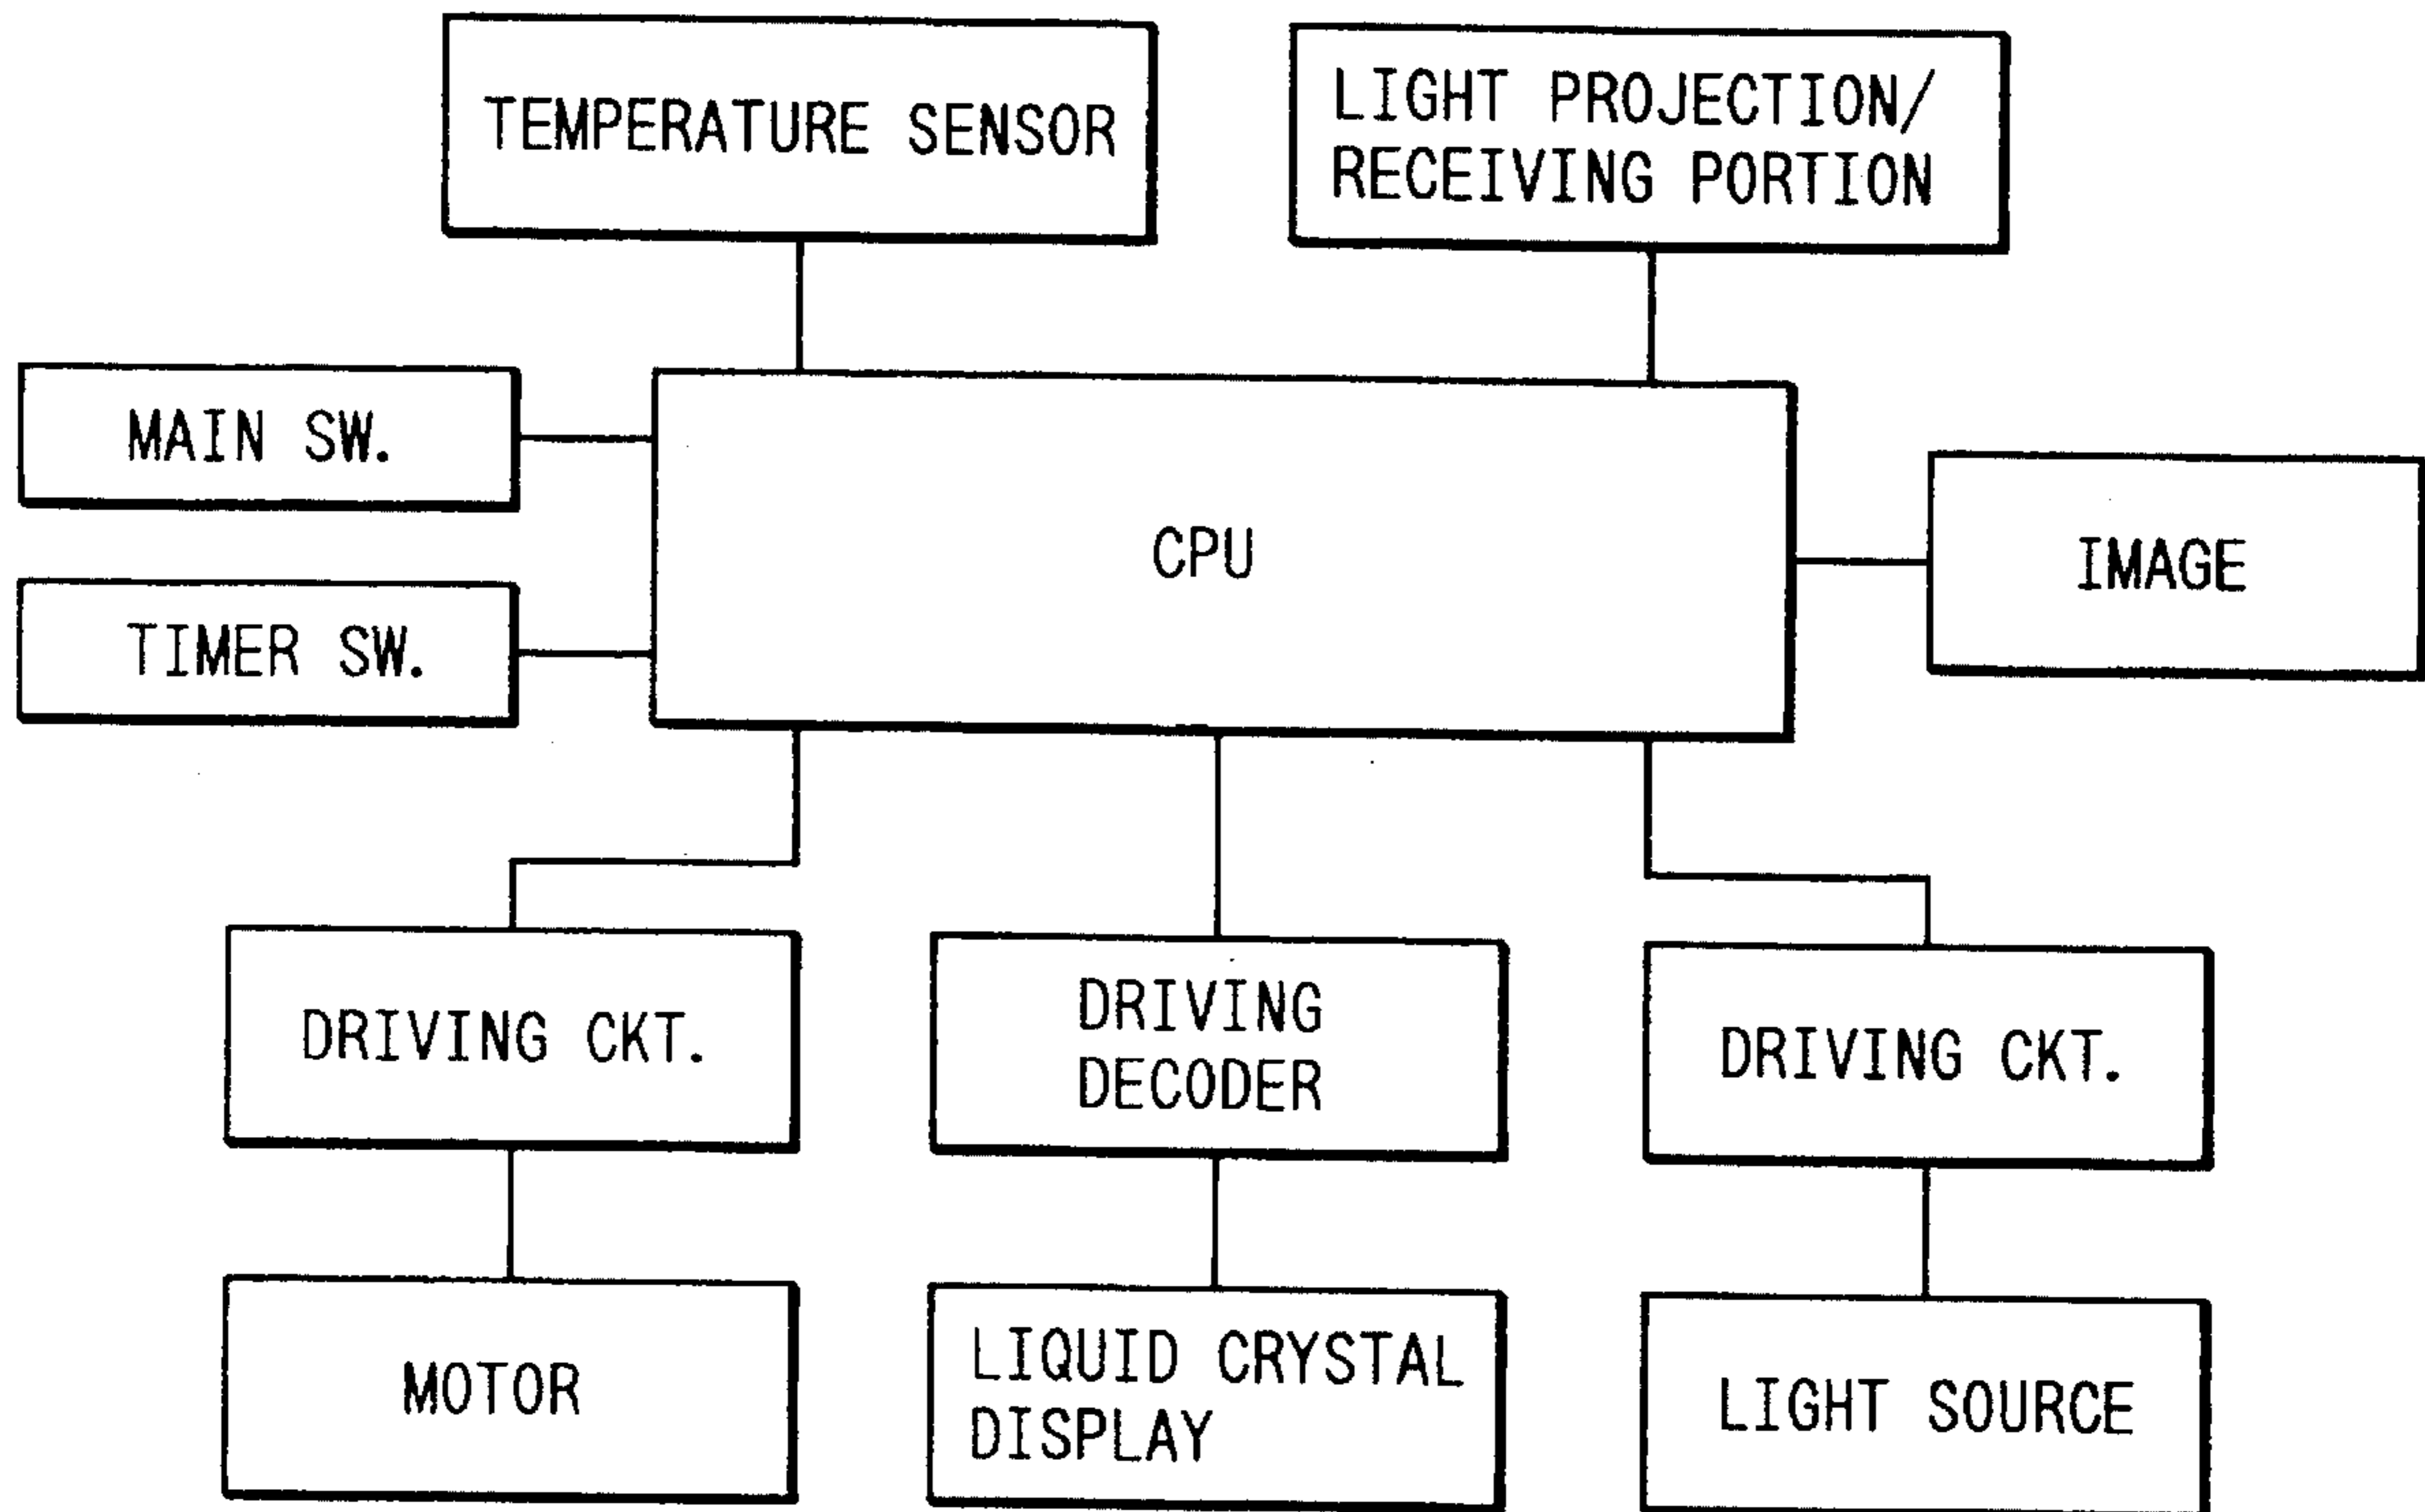 TEMPERATURE SENSOR
LIGHT PROJECTION/
RECEIVING PORTION
MAIN SW.
CPU
IMAGE
TIMER SW.
DRIVING CKT.
DRIVING
DECODER
DRIVING CKT.
MOTOR
LIQUID CRYSTAL
DISPLAY
LIGHT SOURCE